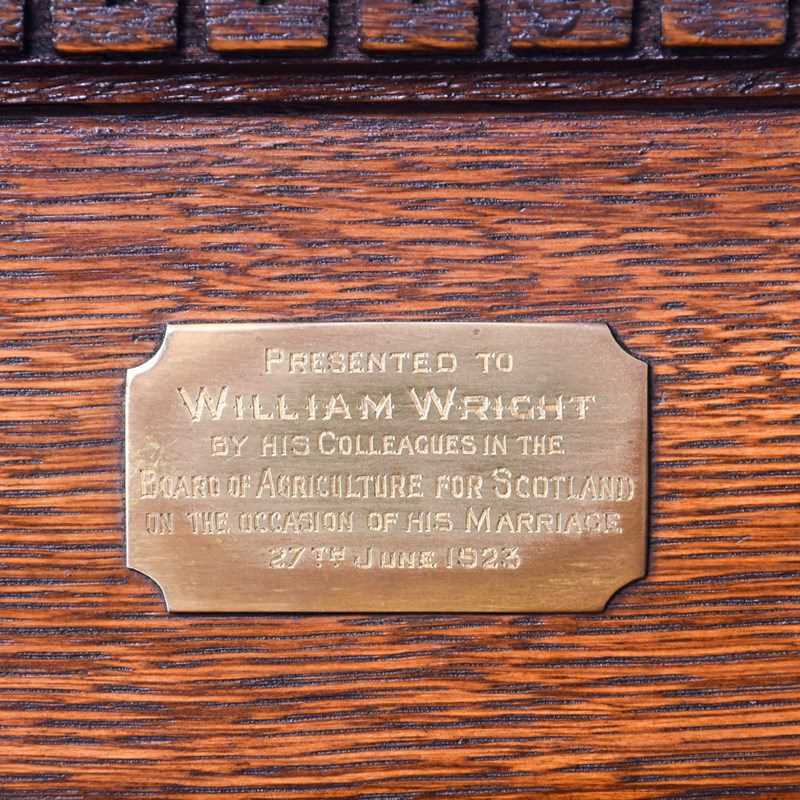 PRESENTED TO
WILLIAM WRIGHT
BY HIS COLLEAGUES IN THE
BOARD OF AGRICULTURE FOR SCOTLAND
ON THE OCCASION OF HIS MARRIAGE
27TH JUNE 1923